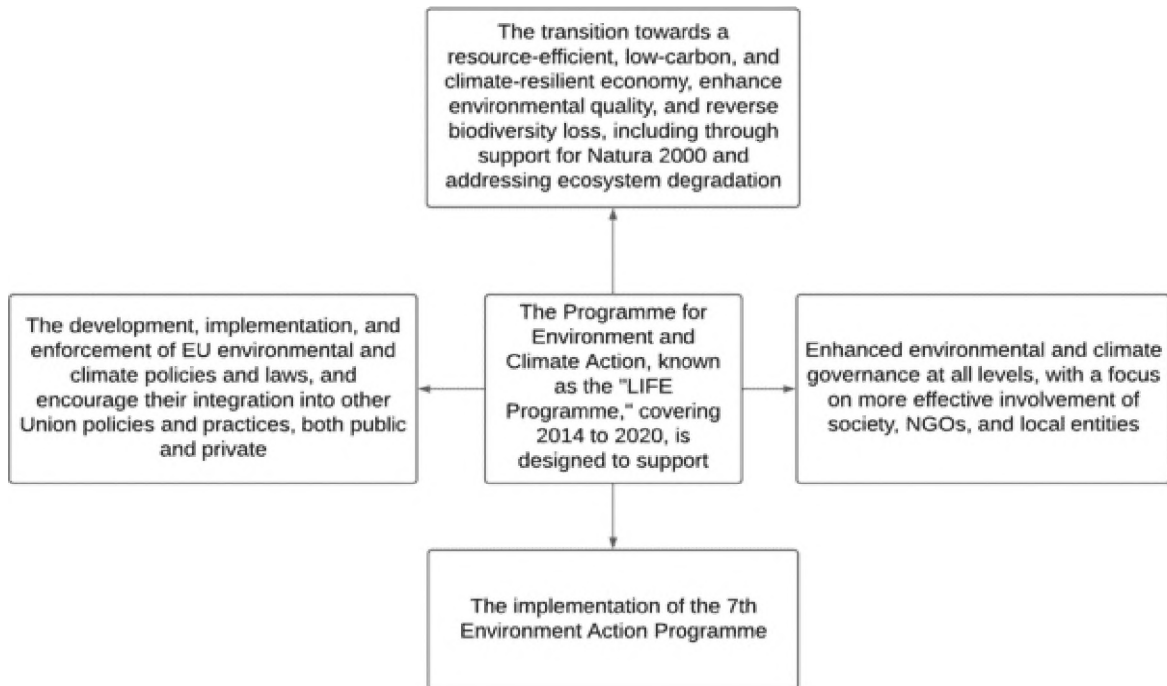 The transition towards a
resource-efficient, low-carbon, and
climate-resilient economy, enhance
environmental quality, and reverse
biodiversity loss, including through
support for Natura 2000 and
addressing ecosystem degradation
The development, implementation, and
enforcement of EU environmental and
climate policies and laws, and
encourage their integration into other
Union policies and practices, both public
and private
The Programme for
Environment and
Climate Action, known
as the "LIFE
Programme," covering
2014 to 2020, is
designed to support
Enhanced environmental and climate
governance at all levels, with a focus
on more effective involvement of
society, NGOs, and local entities
The implementation of the 7th
Environment Action Programme